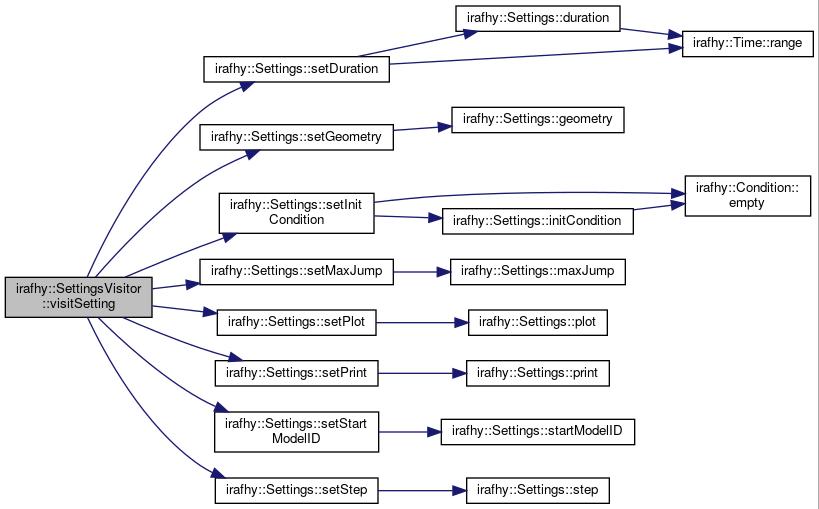 irafhy::SettingsVisitor
::visitSetting
irafhy::Settings::setDuration
irafhy::Settings::duration
irafhy::Time::range
irafhy::Settings::setGeometry
irafhy::Settings::geometry
irafhy::Settings::setInit
Condition
irafhy::Condition::
empty
irafhy::Settings::initCondition
irafhy::Settings::setMaxJump
irafhy::Settings::maxJump
irafhy::Settings::setPlot
irafhy::Settings::plot
irafhy::Settings::setPrint
irafhy::Settings::print
irafhy::Settings::setStart
ModelID
irafhy::Settings::startModelID
irafhy::Settings::setStep
irafhy::Settings::step